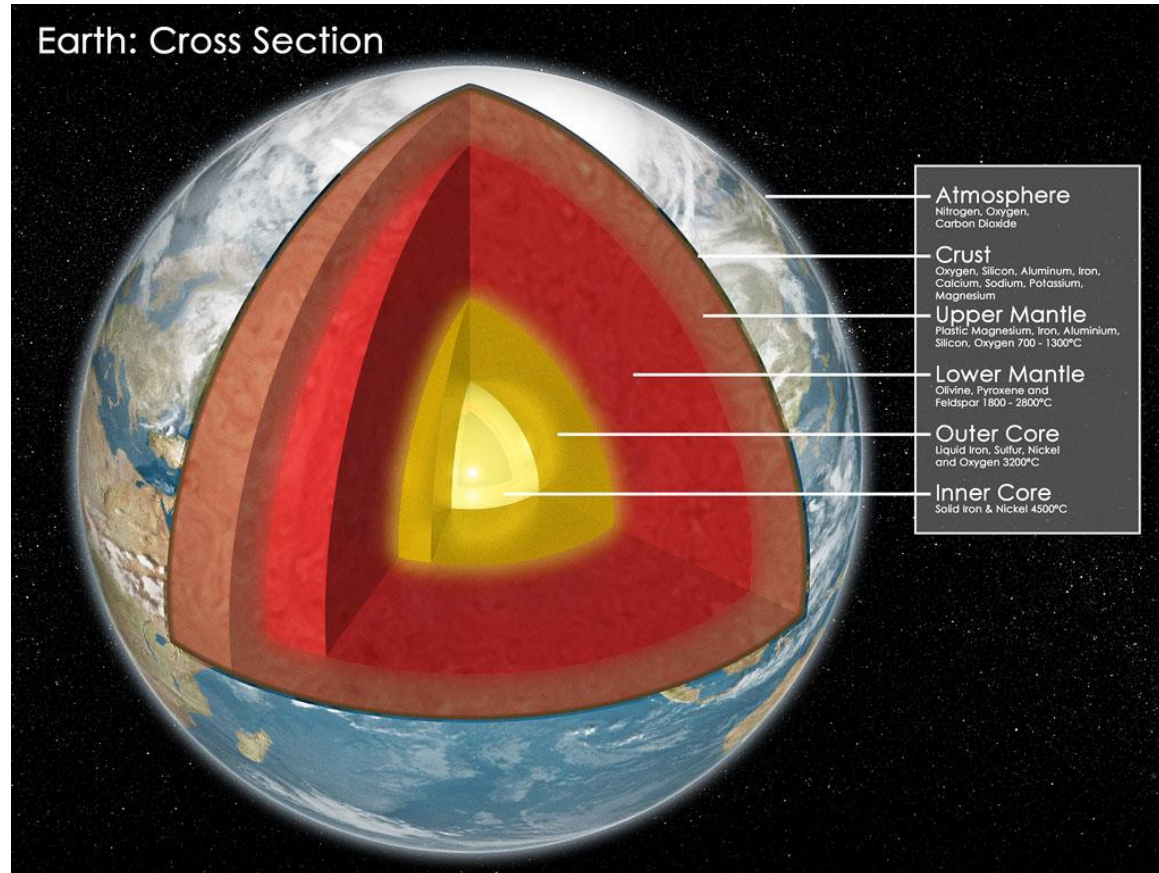 Earth: Cross Section
Atmosphere
Nitrogen, Oxygen,
Carbon Dioxide
Crust
Oxygen, Silicon, Aluminum, Iron,
Calcium, Sodium, Potassium,
Magnesium
Upper Mantle
Plastic Magnesium, Iron, Aluminium,
Silicon, Oxygen 700 - 1300°C
Lower Mantle
Olivine, Pyroxene and
Feldspar 1800 - 2800°C
Outer Core
Liquid Iron, Sulfur, Nickel
and Oxygen 3200°C
Inner Core
Solid Iron & Nickel 4500°C